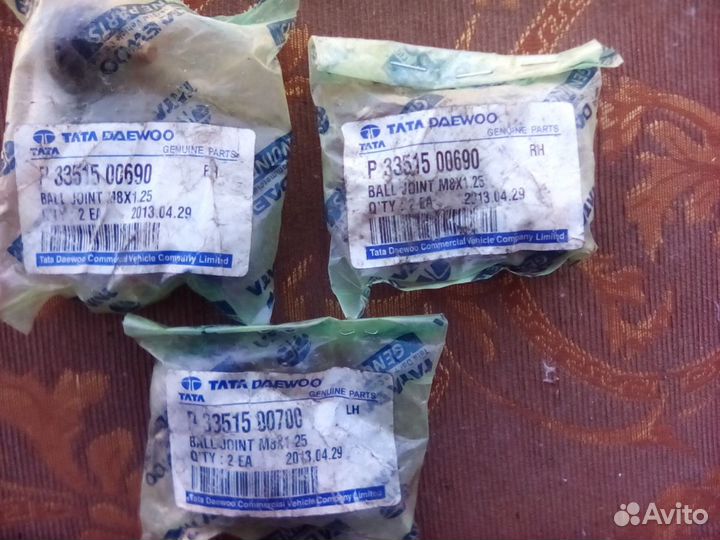 TATA DAEWOO
TATA
GENUINE PARTS
P 33515 00690 RH
BALL JOINT M8X1.25
Q'TY : 2 EA 2013.04.29
Tata Daewoo Commercial Vehicle Company Limited
TATA DAEWOO
TATA
GENUINE PARTS
P 33515 00690 RH
BALL JOINT M8X1.25
Q'TY : 2 EA 2013.04.29
Tata Daewoo Commercial Vehicle Company Limited
TATA DAEWOO
TATA
GENUINE PARTS
P 33515 00700 LH
BALL JOINT M8X1.25
Q'TY : 2 EA 2013.04.29
Tata Daewoo Commercial Vehicle Company Limited
Avito